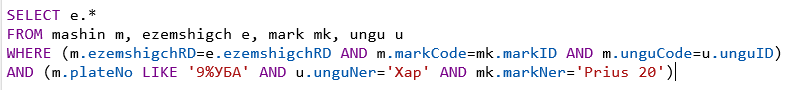 SELECT e.*
FROM mashin m, ezemshigch e, mark mk, ungu u
WHERE (m.ezemshigchRD=e.ezemshigchRD AND m.markCode=mk.markID AND m.unguCode=u.unguID)
AND (m.plateNo LIKE '9%УБА' AND u.unguNer='Хар' AND mk.markNer='Prius 20')